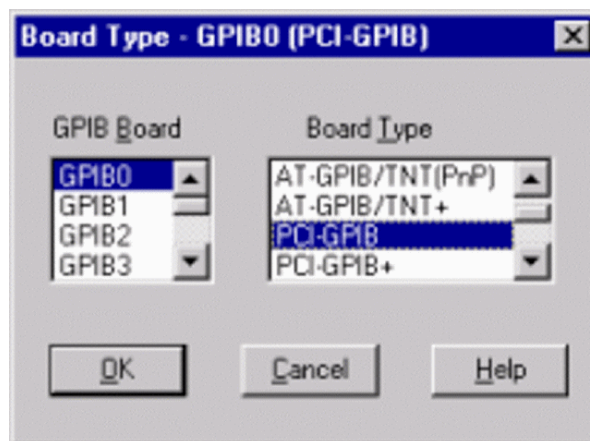 Board Type - GPIB0 (PCI-GPIB)
GPIB Board
GPIB0
GPIB1
GPIB2
GPIB3
Board Type
AT-GPIB/TNT(PnP)
AT-GPIB/TNT+
PCI-GPIB
PCI-GPIB+
OK
Cancel
Help